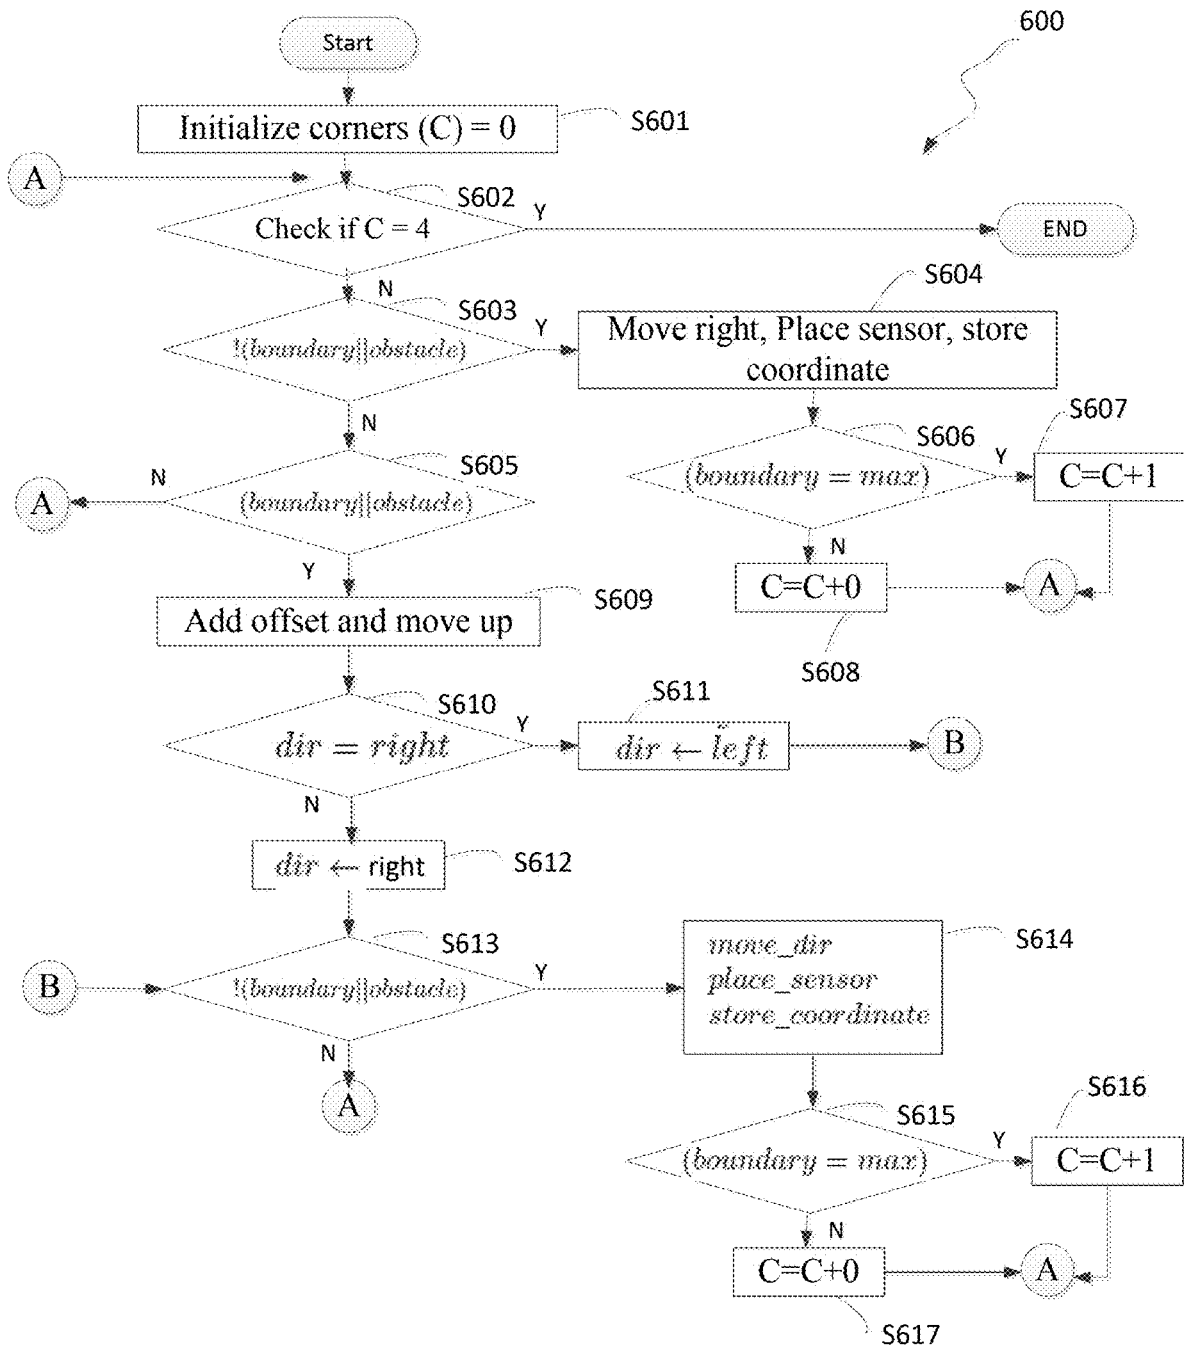 600
Start
Initialize corners (C) = 0
S601
A
S602
Check if C = 4
Y
END
N
S603
!(boundary||obstacle)
Y
S604
Move right, Place sensor, store
coordinate
N
S605
(boundary||obstacle)
N
A
S606
(boundary = max)
Y
S607
C=C+1
N
C=C+0
S608
A
Y
S609
Add offset and move up
S610
dir = right
Y
S611
dir ← left
B
N
dir ← right
S612
S613
B
!(boundary||obstacle)
Y
S614
move_dir
place_sensor
store_coordinate
N
A
S615
(boundary = max)
Y
S616
C=C+1
N
C=C+0
S617
A